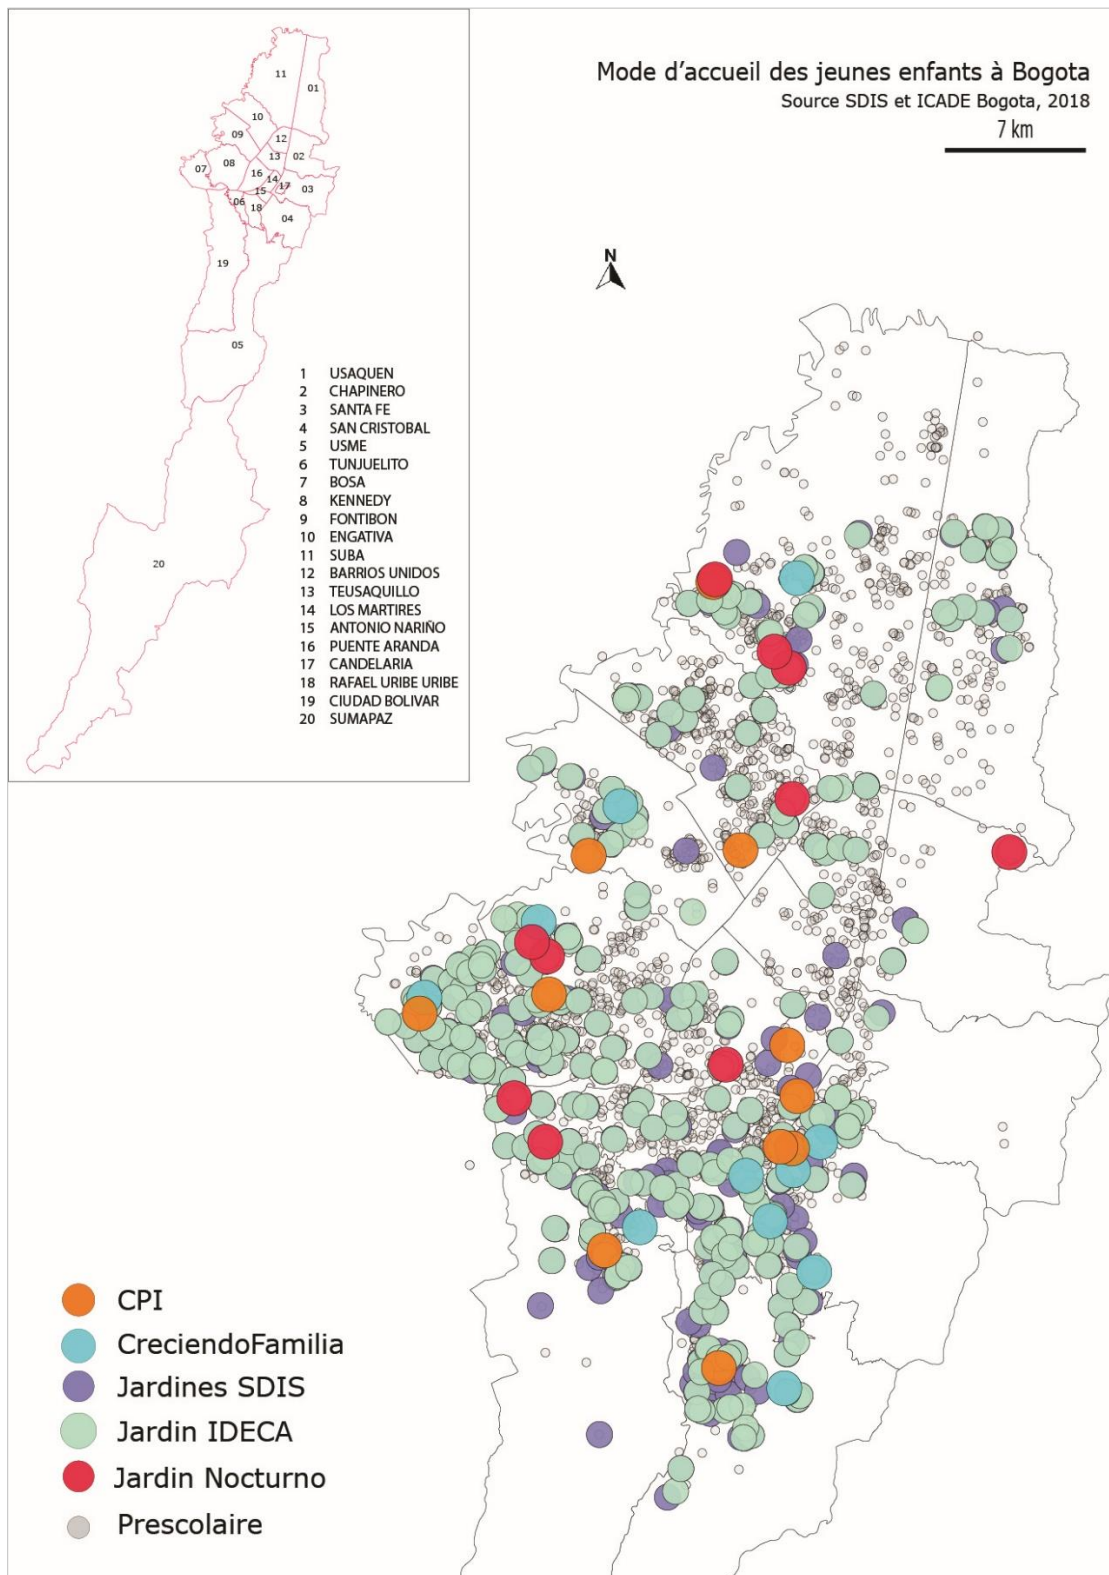 Mode d'accueil des jeunes enfants à Bogota
Source SDIS et ICADE Bogota, 2018
7 km
N
11
01
10
09
12
02
13
07
08
16
14
17
03
15
06
18
04
19
05
20
1 USAQUEN
2 CHAPINERO
3 SANTA FE
4 SAN CRISTOBAL
5 USME
6 TUNJUELITO
7 BOSA
8 KENNEDY
9 FONTIBON
10 ENGATIVA
11 SUBA
12 BARRIOS UNIDOS
13 TEUSAQUILLO
14 LOS MARTIRES
15 ANTONIO NARIÑO
16 PUENTE ARANDA
17 CANDELARIA
18 RAFAEL URIBE URIBE
19 CIUDAD BOLIVAR
20 SUMAPAZ
CPI
CreciendoFamilia
Jardines SDIS
Jardin IDECA
Jardin Nocturno
Prescolaire